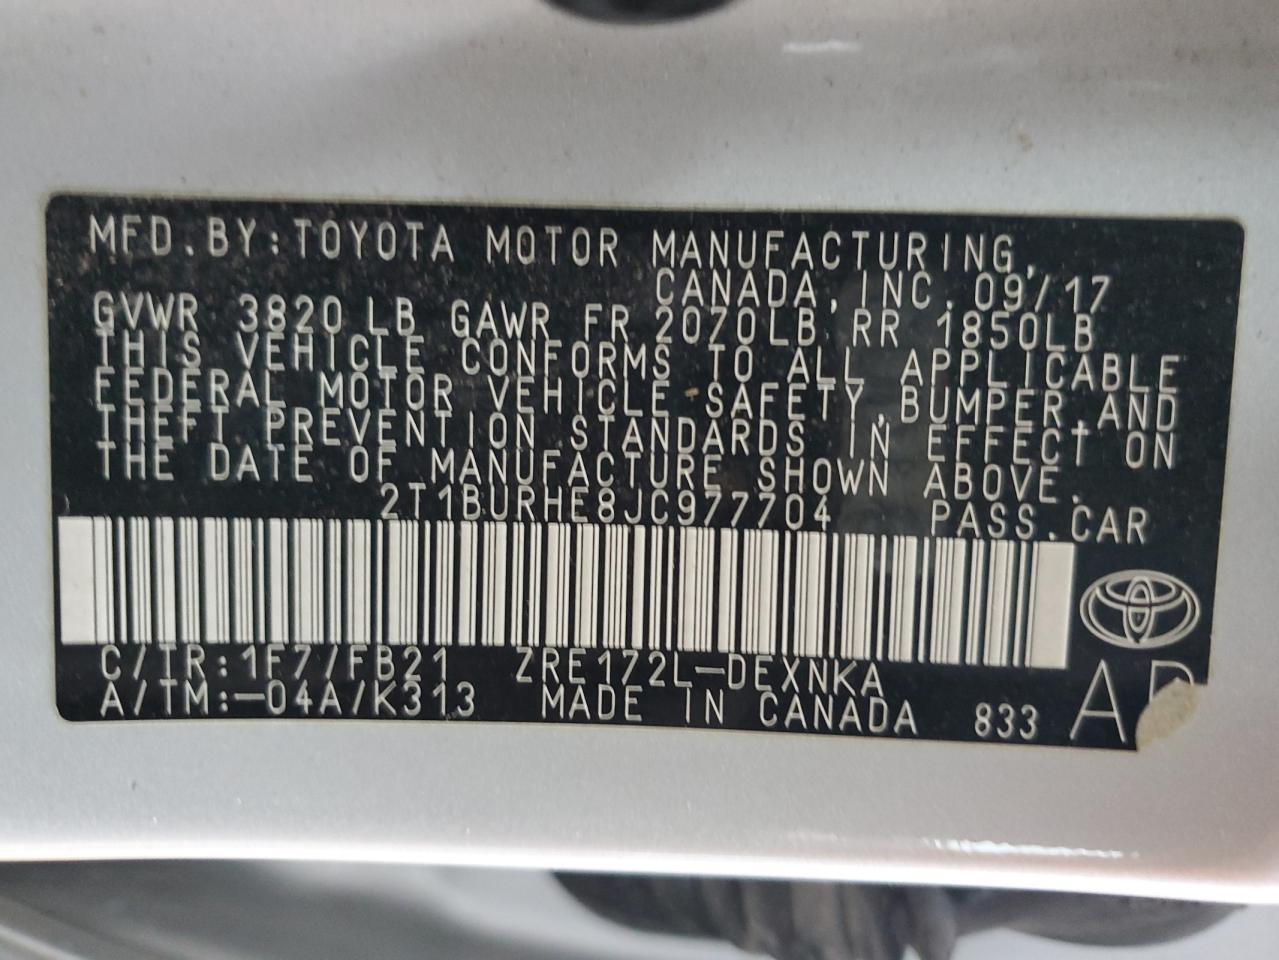 MFD.BY:TOYOTA MOTOR MANUFACTURING,
CANADA, INC. 09/17
GVWR 3820 LB GAWR FR 2070LB RR 1850LB
THIS VEHICLE CONFORMS TO ALL APPLICABLE
FEDERAL MOTOR VEHICLE SAFETY,BUMPER,AND
THEFT PREVENTION STANDARDS IN EFFECT ON
THE DATE OF MANUFACTURE SHOWN ABOVE.
2T1BURHE8JC977704 PASS.CAR
C/TR:1F7/FB21 ZRE172L-DEXNKA
A/TM:-04A/K313 MADE IN CANADA 833